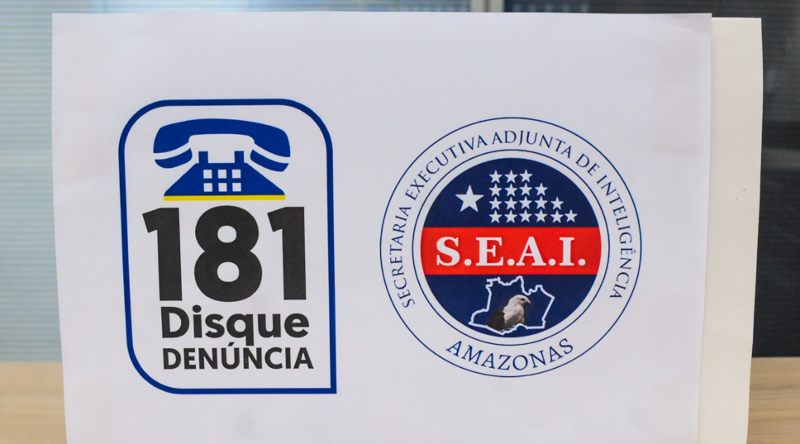 181
Disque
DENÚNCIA
SECRETARIA EXECUTIVA ADJUNTA DE INTELIGÊNCIA
S.E.A.I.
AMAZONAS